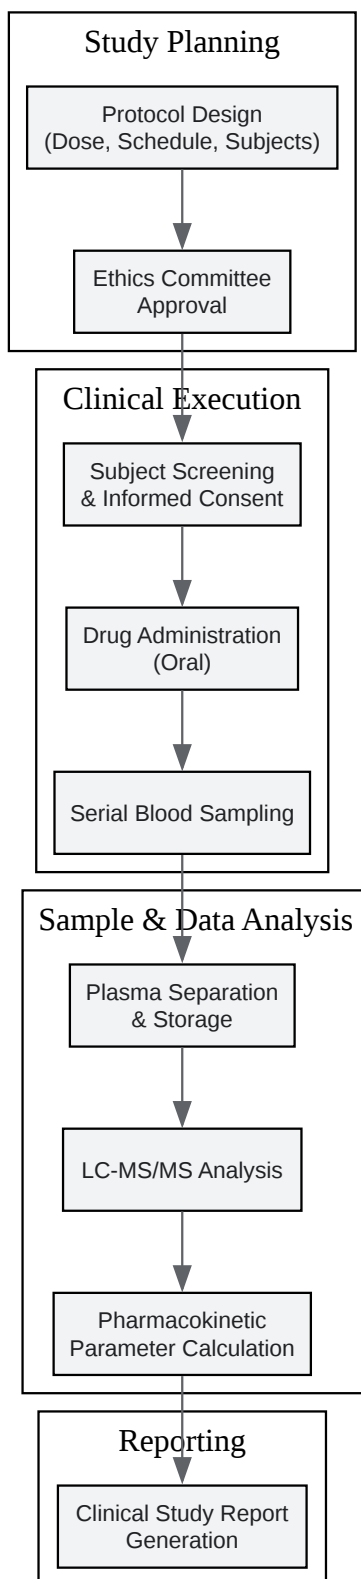 Study Planning
Protocol Design
(Dose, Schedule, Subjects)
Ethics Committee
Approval
Clinical Execution
Subject Screening
& Informed Consent
Drug Administration
(Oral)
Serial Blood Sampling
Sample & Data Analysis
Plasma Separation
& Storage
LC-MS/MS Analysis
Pharmacokinetic
Parameter Calculation
Reporting
Clinical Study Report
Generation